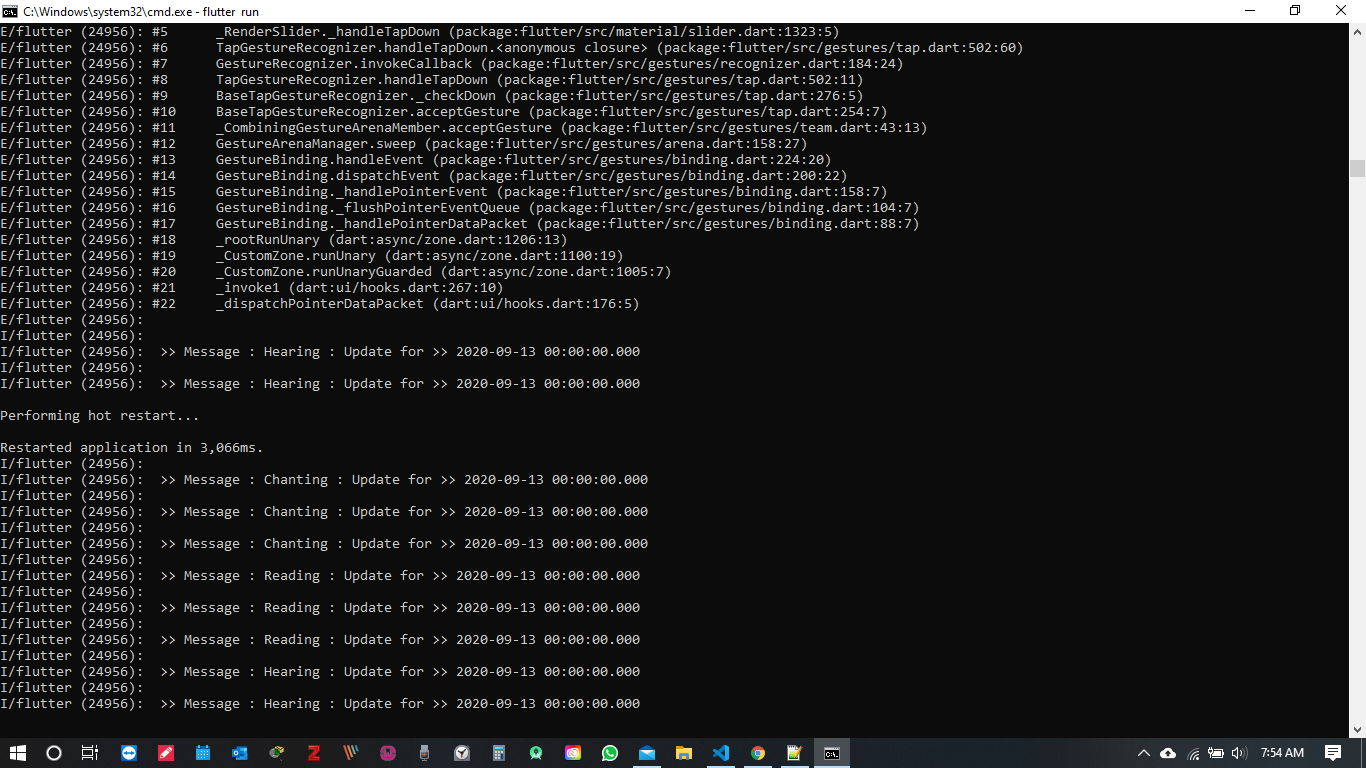 C:\Windows\system32\cmd.exe - flutter run
E/flutter (24956): #5      _RenderSlider._handleTapDown (package:flutter/src/material/slider.dart:1323:5)
E/flutter (24956): #6      TapGestureRecognizer.handleTapDown.<anonymous closure> (package:flutter/src/gestures/tap.dart:502:60)
E/flutter (24956): #7      GestureRecognizer.invokeCallback (package:flutter/src/gestures/recognizer.dart:184:24)
E/flutter (24956): #8      TapGestureRecognizer.handleTapDown (package:flutter/src/gestures/tap.dart:502:11)
E/flutter (24956): #9      BaseTapGestureRecognizer._checkDown (package:flutter/src/gestures/tap.dart:276:5)
E/flutter (24956): #10     BaseTapGestureRecognizer.acceptGesture (package:flutter/src/gestures/tap.dart:254:7)
E/flutter (24956): #11     _CombiningGestureArenaMember.acceptGesture (package:flutter/src/gestures/team.dart:43:13)
E/flutter (24956): #12     GestureArenaManager.sweep (package:flutter/src/gestures/arena.dart:158:27)
E/flutter (24956): #13     GestureBinding.handleEvent (package:flutter/src/gestures/binding.dart:224:20)
E/flutter (24956): #14     GestureBinding.dispatchEvent (package:flutter/src/gestures/binding.dart:200:22)
E/flutter (24956): #15     GestureBinding._handlePointerEvent (package:flutter/src/gestures/binding.dart:158:7)
E/flutter (24956): #16     GestureBinding._flushPointerEventQueue (package:flutter/src/gestures/binding.dart:104:7)
E/flutter (24956): #17     GestureBinding._handlePointerDataPacket (package:flutter/src/gestures/binding.dart:88:7)
E/flutter (24956): #18     _rootRunUnary (dart:async/zone.dart:1206:13)
E/flutter (24956): #19     _CustomZone.runUnary (dart:async/zone.dart:1100:19)
E/flutter (24956): #20     _CustomZone.runUnaryGuarded (dart:async/zone.dart:1005:7)
E/flutter (24956): #21     _invoke1 (dart:ui/hooks.dart:267:10)
E/flutter (24956): #22     _dispatchPointerDataPacket (dart:ui/hooks.dart:176:5)
E/flutter (24956):
I/flutter (24956):
I/flutter (24956):  >> Message : Hearing : Update for >> 2020-09-13 00:00:00.000
I/flutter (24956):
I/flutter (24956):  >> Message : Hearing : Update for >> 2020-09-13 00:00:00.000
Performing hot restart...
Restarted application in 3,066ms.
I/flutter (24956):
I/flutter (24956):  >> Message : Chanting : Update for >> 2020-09-13 00:00:00.000
I/flutter (24956):
I/flutter (24956):  >> Message : Chanting : Update for >> 2020-09-13 00:00:00.000
I/flutter (24956):
I/flutter (24956):  >> Message : Chanting : Update for >> 2020-09-13 00:00:00.000
I/flutter (24956):
I/flutter (24956):  >> Message : Reading : Update for >> 2020-09-13 00:00:00.000
I/flutter (24956):
I/flutter (24956):  >> Message : Reading : Update for >> 2020-09-13 00:00:00.000
I/flutter (24956):
I/flutter (24956):  >> Message : Reading : Update for >> 2020-09-13 00:00:00.000
I/flutter (24956):
I/flutter (24956):  >> Message : Hearing : Update for >> 2020-09-13 00:00:00.000
I/flutter (24956):
I/flutter (24956):  >> Message : Hearing : Update for >> 2020-09-13 00:00:00.000
7:54 AM